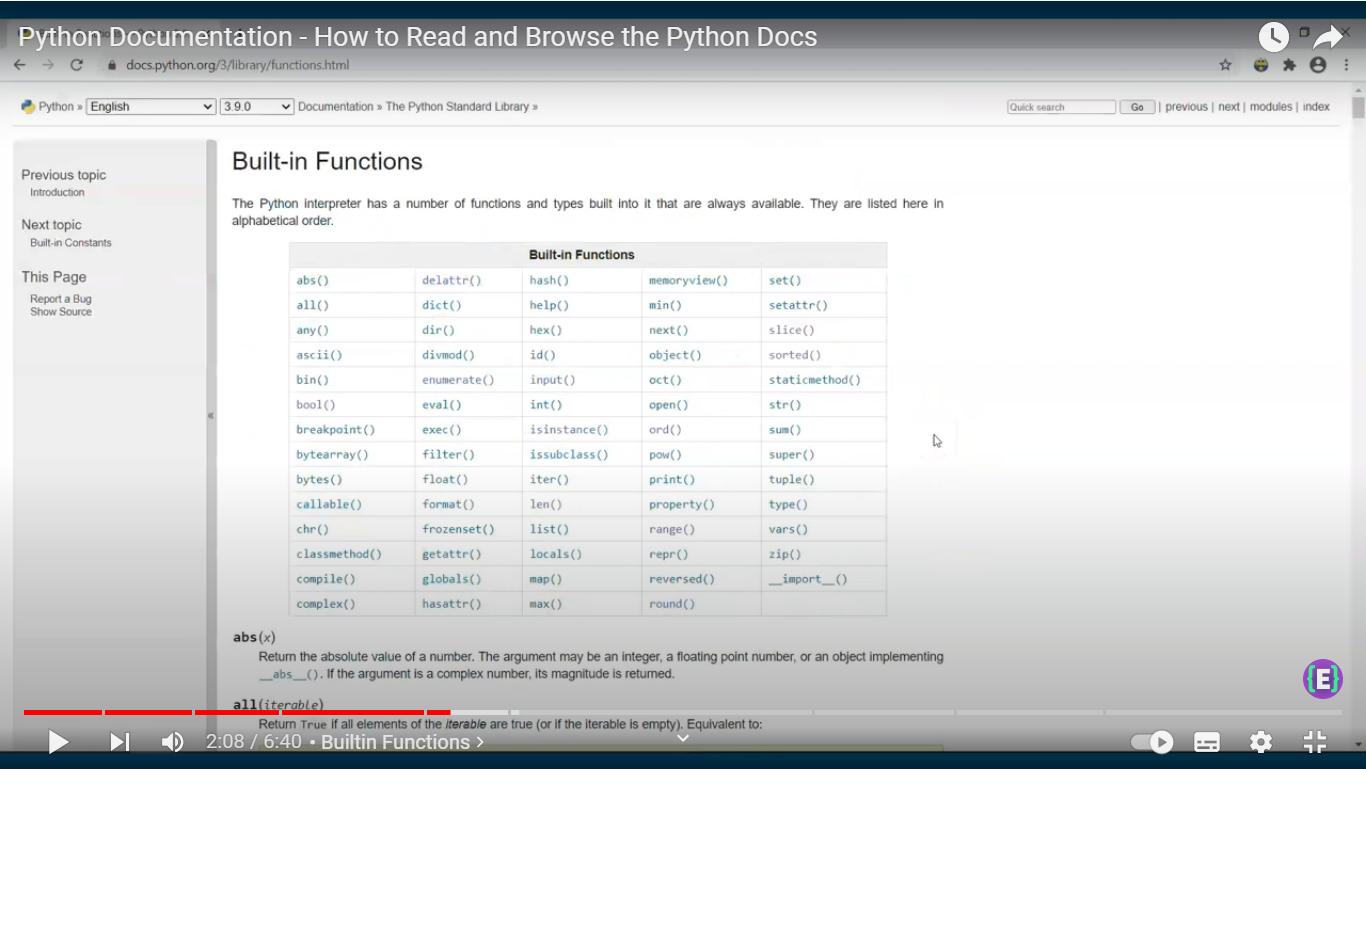 Python Documentation - How to Read and Browse the Python Docs
docs.python.org/3/library/functions.html
Python » English 3.9.0 Documentation » The Python Standard Library » Quick search Go | previous | next | modules | index
Previous topic
Introduction
Next topic
Built-in Constants
This Page
Report a Bug
Show Source
«
Built-in Functions
The Python interpreter has a number of functions and types built into it that are always available. They are listed here in
alphabetical order.
Built-in Functions
abs() delattr() hash() memoryview() set()
all() dict() help() min() setattr()
any() dir() hex() next() slice()
ascii() divmod() id() object() sorted()
bin() enumerate() input() oct() staticmethod()
bool() eval() int() open() str()
breakpoint() exec() isinstance() ord() sum()
bytearray() filter() issubclass() pow() super()
bytes() float() iter() print() tuple()
callable() format() len() property() type()
chr() frozenset() list() range() vars()
classmethod() getattr() locals() repr() zip()
compile() globals() map() reversed() __import__()
complex() hasattr() max() round()
abs(x)
Return the absolute value of a number. The argument may be an integer, a floating point number, or an object implementing
__abs__(). If the argument is a complex number, its magnitude is returned.
all(iterable)
Return True if all elements of the iterable are true (or if the iterable is empty). Equivalent to:
{E}
2:08 / 6:40 • Builtin Functions >